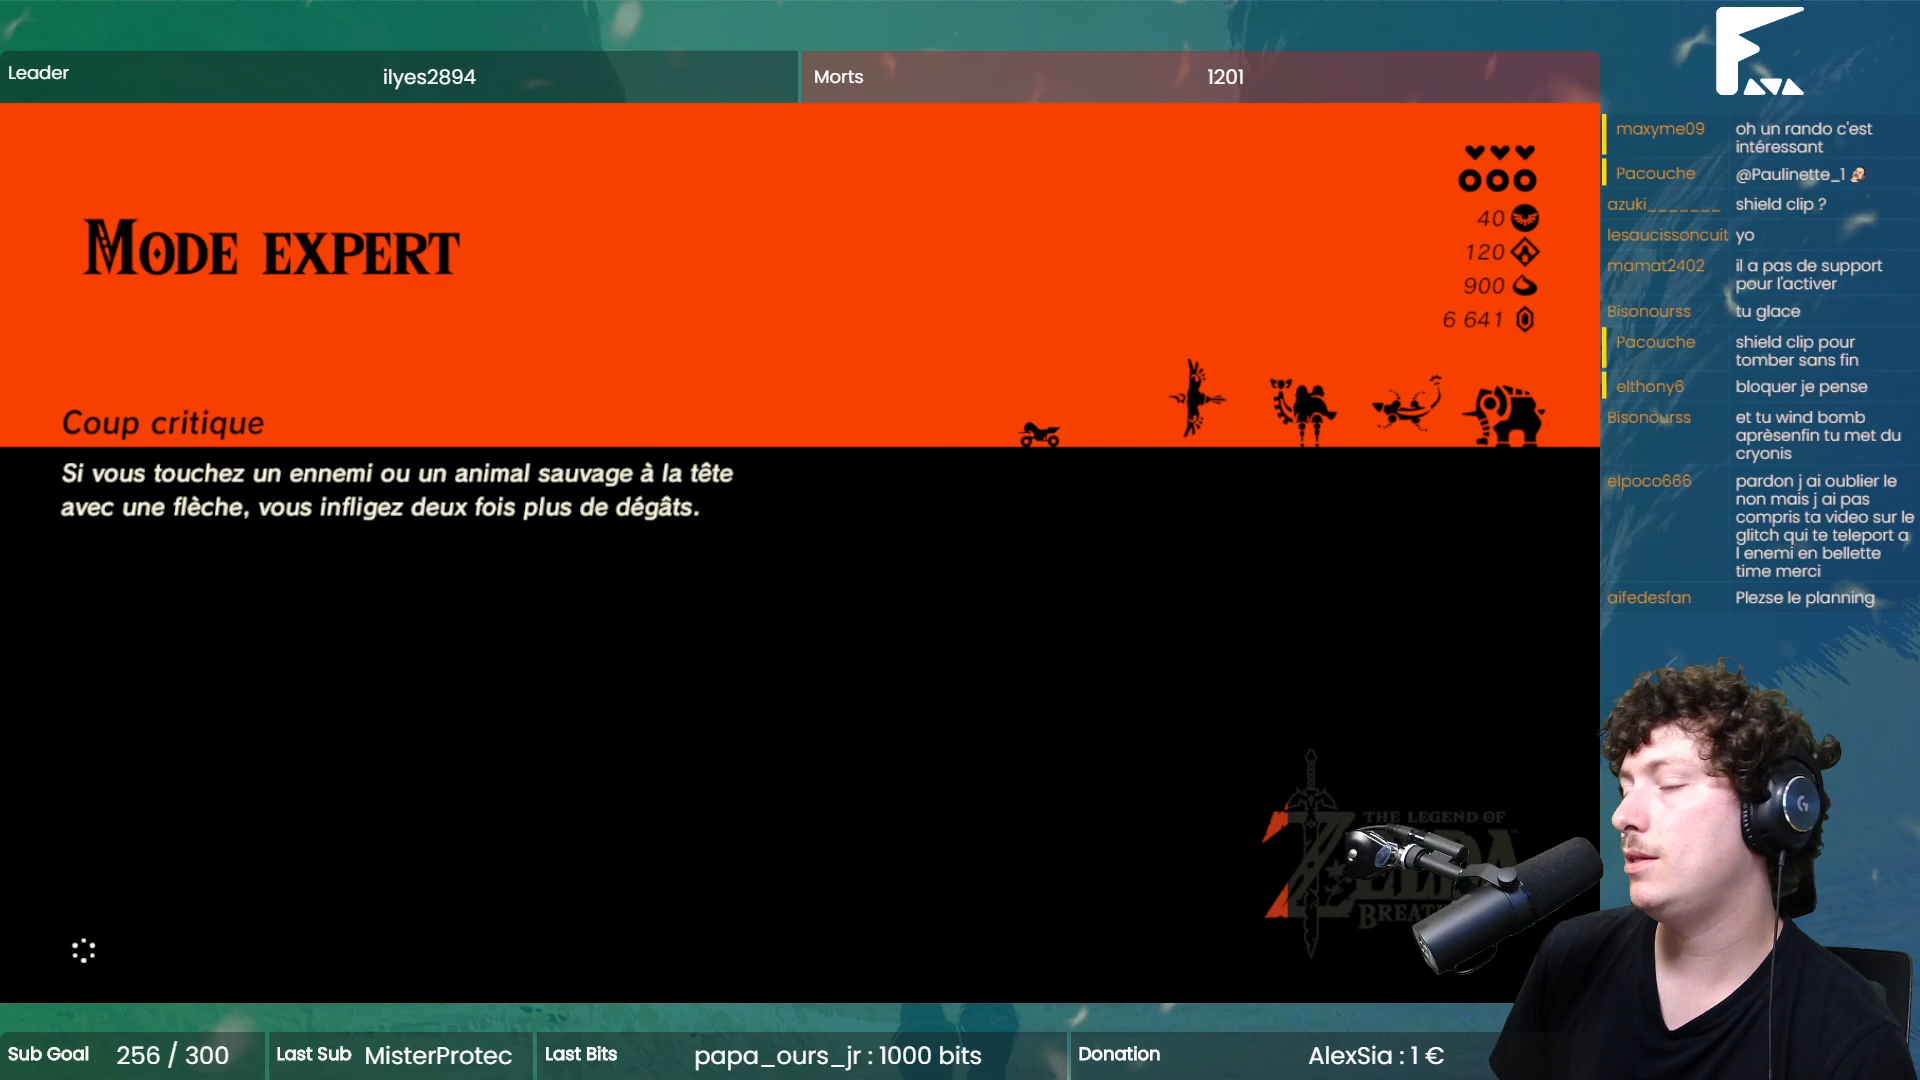 Leader
ilyes2894
Morts
1201
MODE EXPERT
40
120
900
6 641
Coup critique
Si vous touchez un ennemi ou un animal sauvage à la tête
avec une flèche, vous infligez deux fois plus de dégâts.
THE LEGEND OF
ZELDA
maxyme09
oh un rando c'est
intéressant
Pacouche
@Paulinette_1
azuki_______
shield clip ?
lesaucissoncuit
yo
mamat2402
il a pas de support
pour l'activer
Bisonourss
tu glace
Pacouche
shield clip pour
tomber sans fin
elthony6
bloquer je pense
Bisonourss
et tu wind bomb
aprèsenfin tu met du
cryonis
elpoco666
pardon j ai oublier le
non mais j ai pas
compris ta video sur le
glitch qui te teleport a
l enemi en bellette
time merci
aifedesfan
Plezse le planning
Sub Goal
256 / 300
Last Sub
MisterProtec
Last Bits
papa_ours_jr : 1000 bits
Donation
AlexSia : 1 €